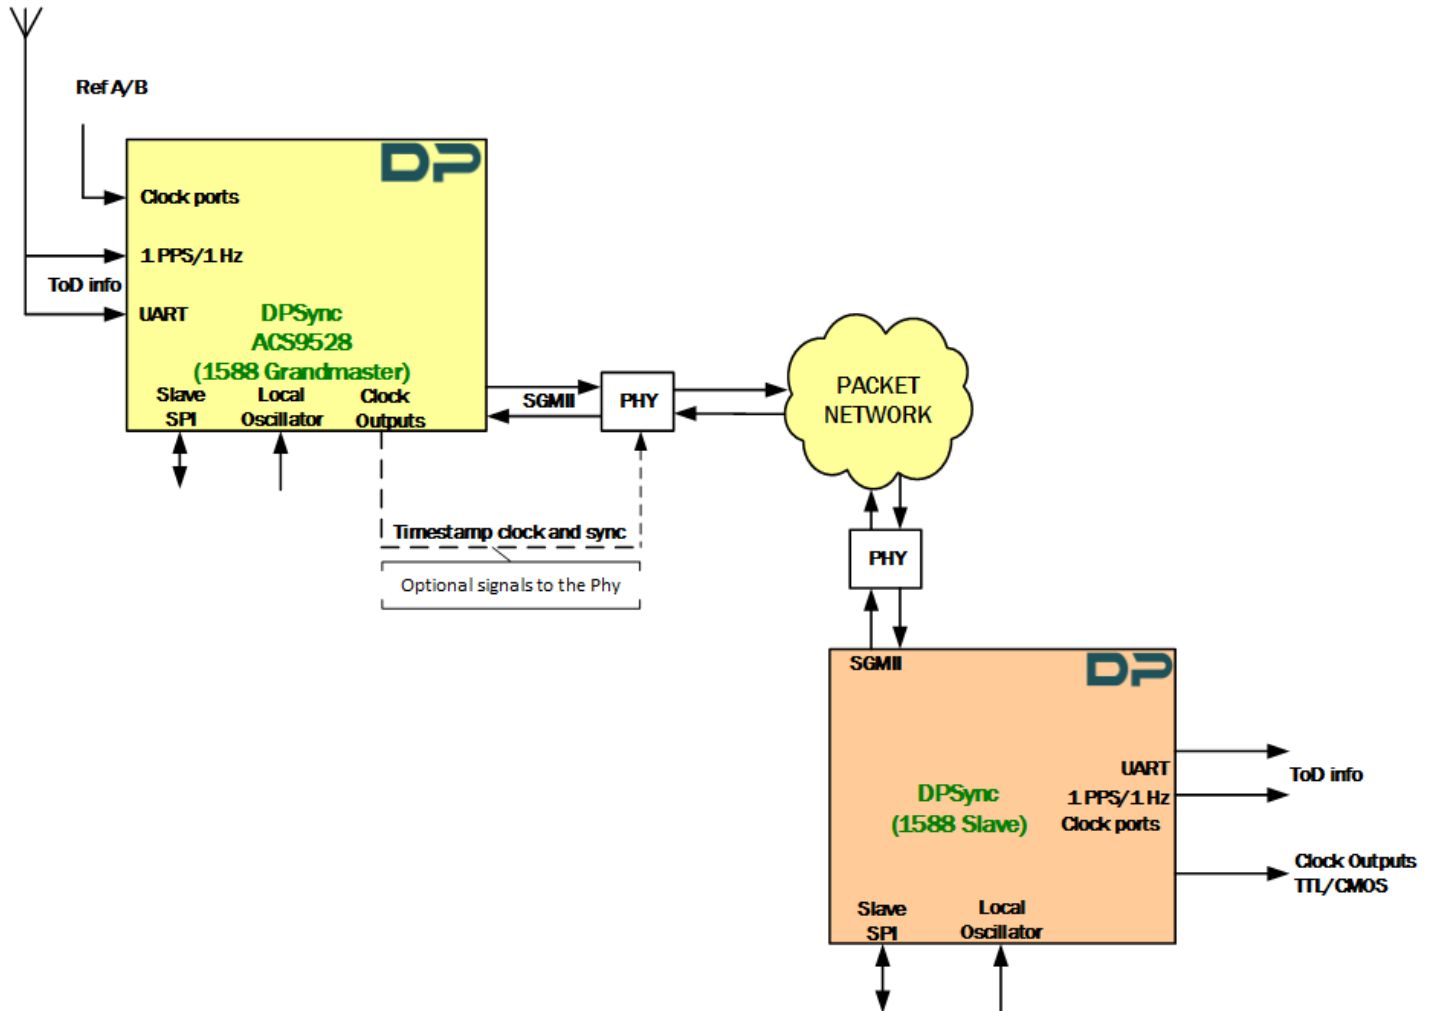 Ref A/B
DP
Clock ports
1 PPS/1 Hz
ToD info
UART
DPSync
ACS9528
(1588 Grandmaster)
Slave
SPI
Local
Oscillator
Clock
Outputs
SGMII
PHY
PACKET
NETWORK
Timestamp clock and sync
Optional signals to the Phy
PHY
SGMII
DP
UART
1 PPS/1 Hz
Clock ports
ToD info
DPSync
(1588 Slave)
Clock Outputs
TTL/CMOS
Slave
SPI
Local
Oscillator